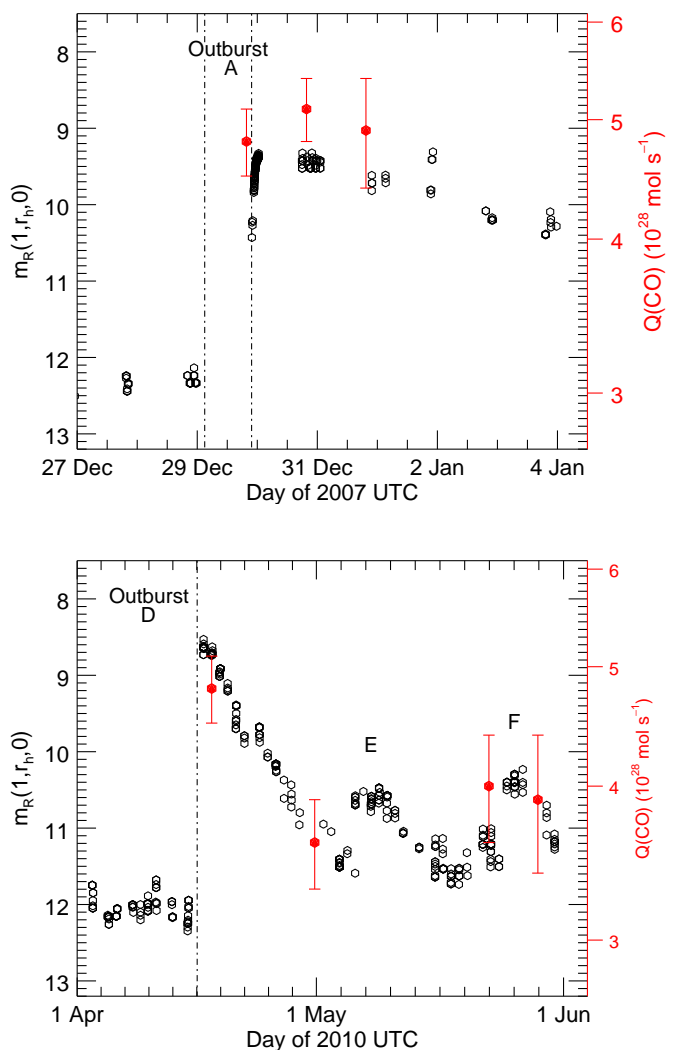 8
9
10
11
12
13
m_R(1,r_h,0)
Outburst
A
6
5
4
3
Q(CO) (10^28 mol s^−1)
27 Dec 29 Dec 31 Dec 2 Jan 4 Jan
Day of 2007 UTC
8
9
10
11
12
13
m_R(1,r_h,0)
Outburst
D
E
F
6
5
4
3
Q(CO) (10^28 mol s^−1)
1 Apr 1 May 1 Jun
Day of 2010 UTC